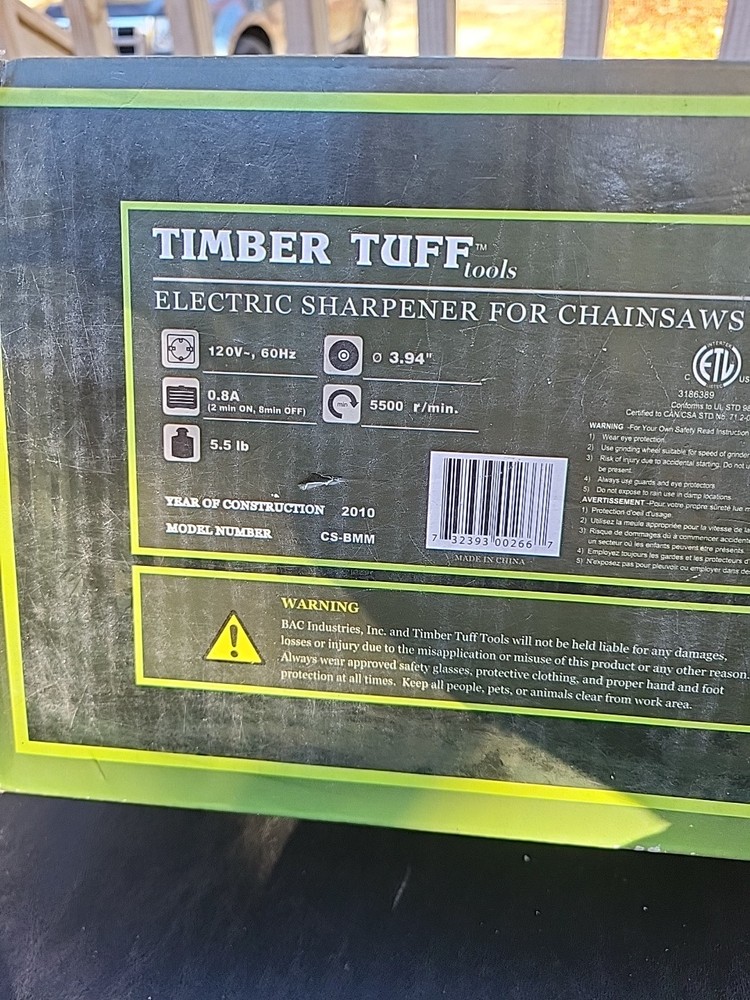 TIMBER TUFF™
tools
ELECTRIC SHARPENER FOR CHAINSAWS
120V~, 60Hz
Ø 3.94"
0.8A
(2 min ON, 8min OFF)
min
5500 r/min.
5.5 lb
YEAR OF CONSTRUCTION 2010
MODEL NUMBER CS-BMM
7 32393 00266 7
MADE IN CHINA
INTERTEK
C ETL US
3186389
Conforms to UL STD 98
Certified to CAN/CSA STD No. 71.2-
WARNING -For Your Own Safety Read Instruction
1) Wear eye protection.
2) Use grinding wheel suitable for speed of grinder
3) Risk of injury due to accidental starting. Do not u
be present.
4) Always use guards and eye protectors
5) Do not expose to rain use in damp locations.
AVERTISSEMENT -Pour votre propre sûreté lue
1) Protection d'oeil d'usage.
2) Utilisez la meule appropriée pour la vitesse de la
3) Risque de dommages dû à commencer accident
un secteur où les enfants peuvent être présents.
4) Employez toujours les gardes et les protecteurs d'
5) N'exposez pas pour pleuvoir ou employer dans de
WARNING
BAC Industries, Inc. and Timber Tuff Tools will not be held liable for any damages,
losses or injury due to the misapplication or misuse of this product or any other reason.
Always wear approved safety glasses, protective clothing, and proper hand and foot
protection at all times. Keep all people, pets, or animals clear from work area.